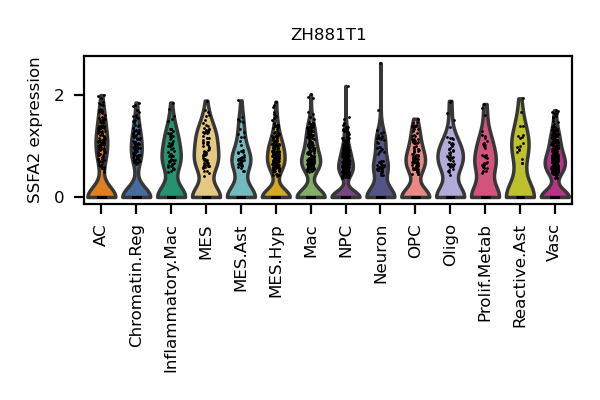 ZH881T1
SSFA2 expression
2
0
AC
Chromatin.Reg
Inflammatory.Mac
MES
MES.Ast
MES.Hyp
Mac
NPC
Neuron
OPC
Oligo
Prolif.Metab
Reactive.Ast
Vasc